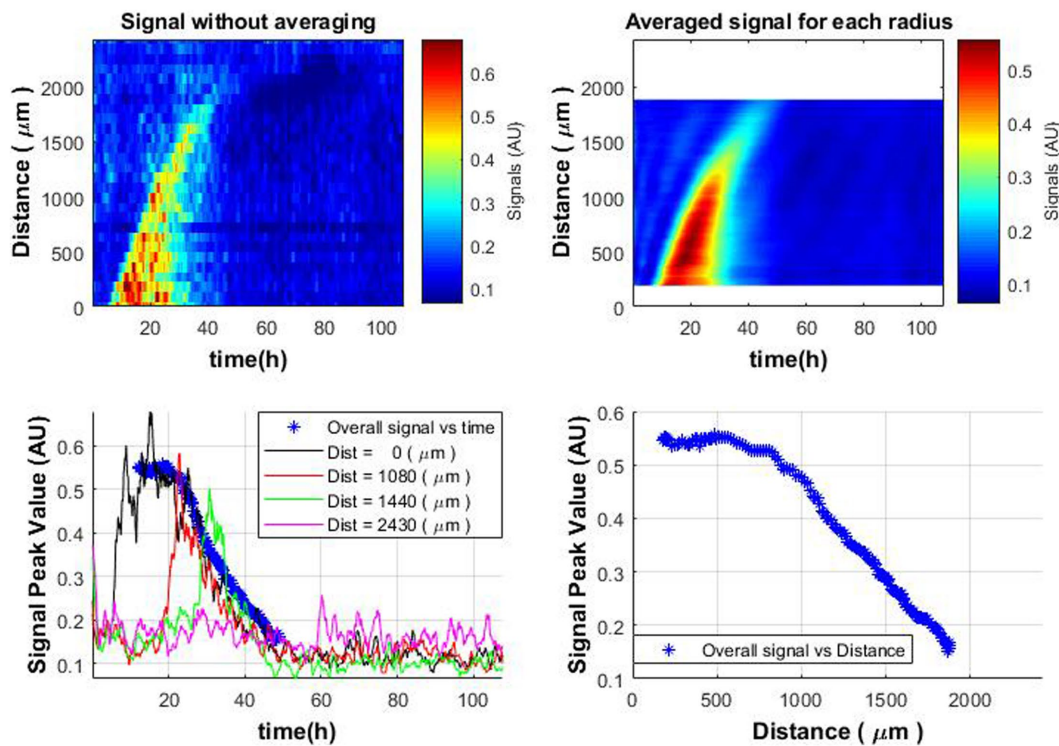 Signal without averaging
Distance ( μm)
2000
1500
1000
500
0
20
40
60
80
100
time(h)
0.6
0.5
0.4
0.3
0.2
0.1
Signals (AU)
Averaged signal for each radius
Distance ( μm)
2000
1500
1000
500
0
20
40
60
80
100
time(h)
0.5
0.4
0.3
0.2
0.1
Signals (AU)
Signal Peak Value (AU)
0.6
0.5
0.4
0.3
0.2
0.1
20
40
60
80
100
time(h)
Overall signal vs time
Dist = 0 ( μm)
Dist = 1080 ( μm)
Dist = 1440 ( μm)
Dist = 2430 ( μm)
Signal Peak Value (AU)
0.6
0.5
0.4
0.3
0.2
0.1
Overall signal vs Distance
0
500
1000
1500
2000
Distance ( μm)